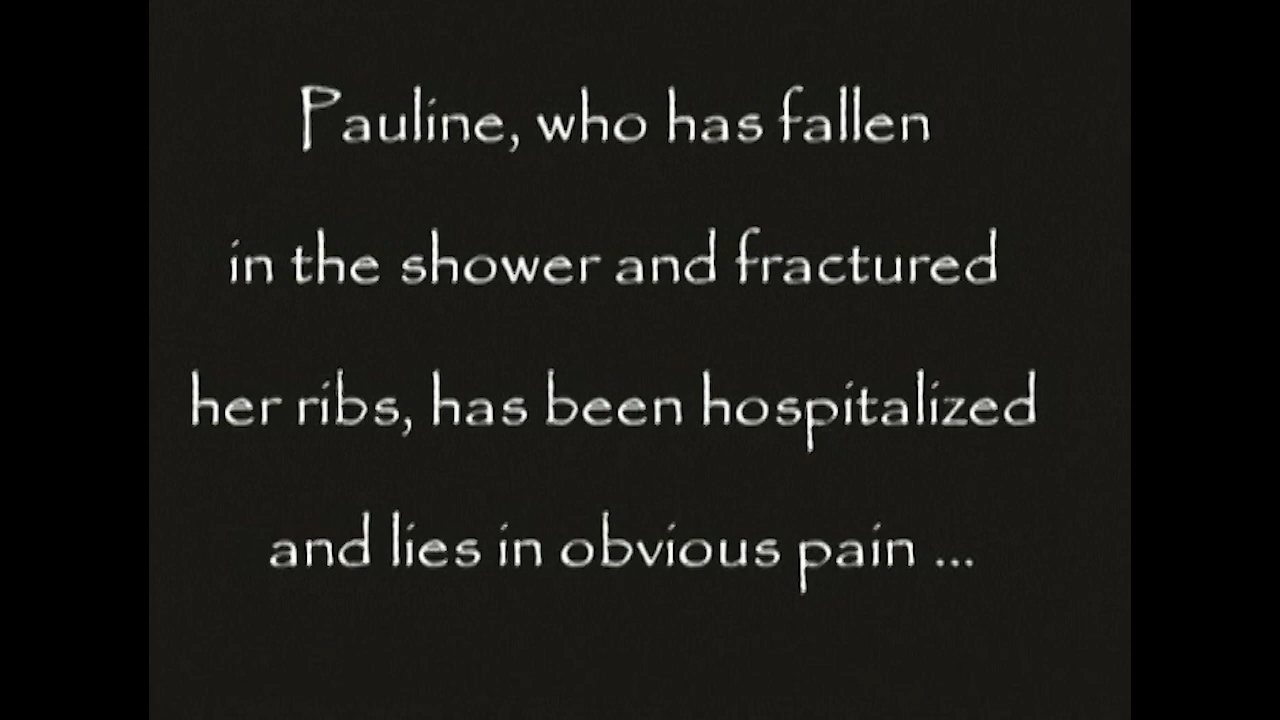 Pauline, who has fallen
in the shower and fractured
her ribs, has been hospitalized
and lies in obvious pain ...